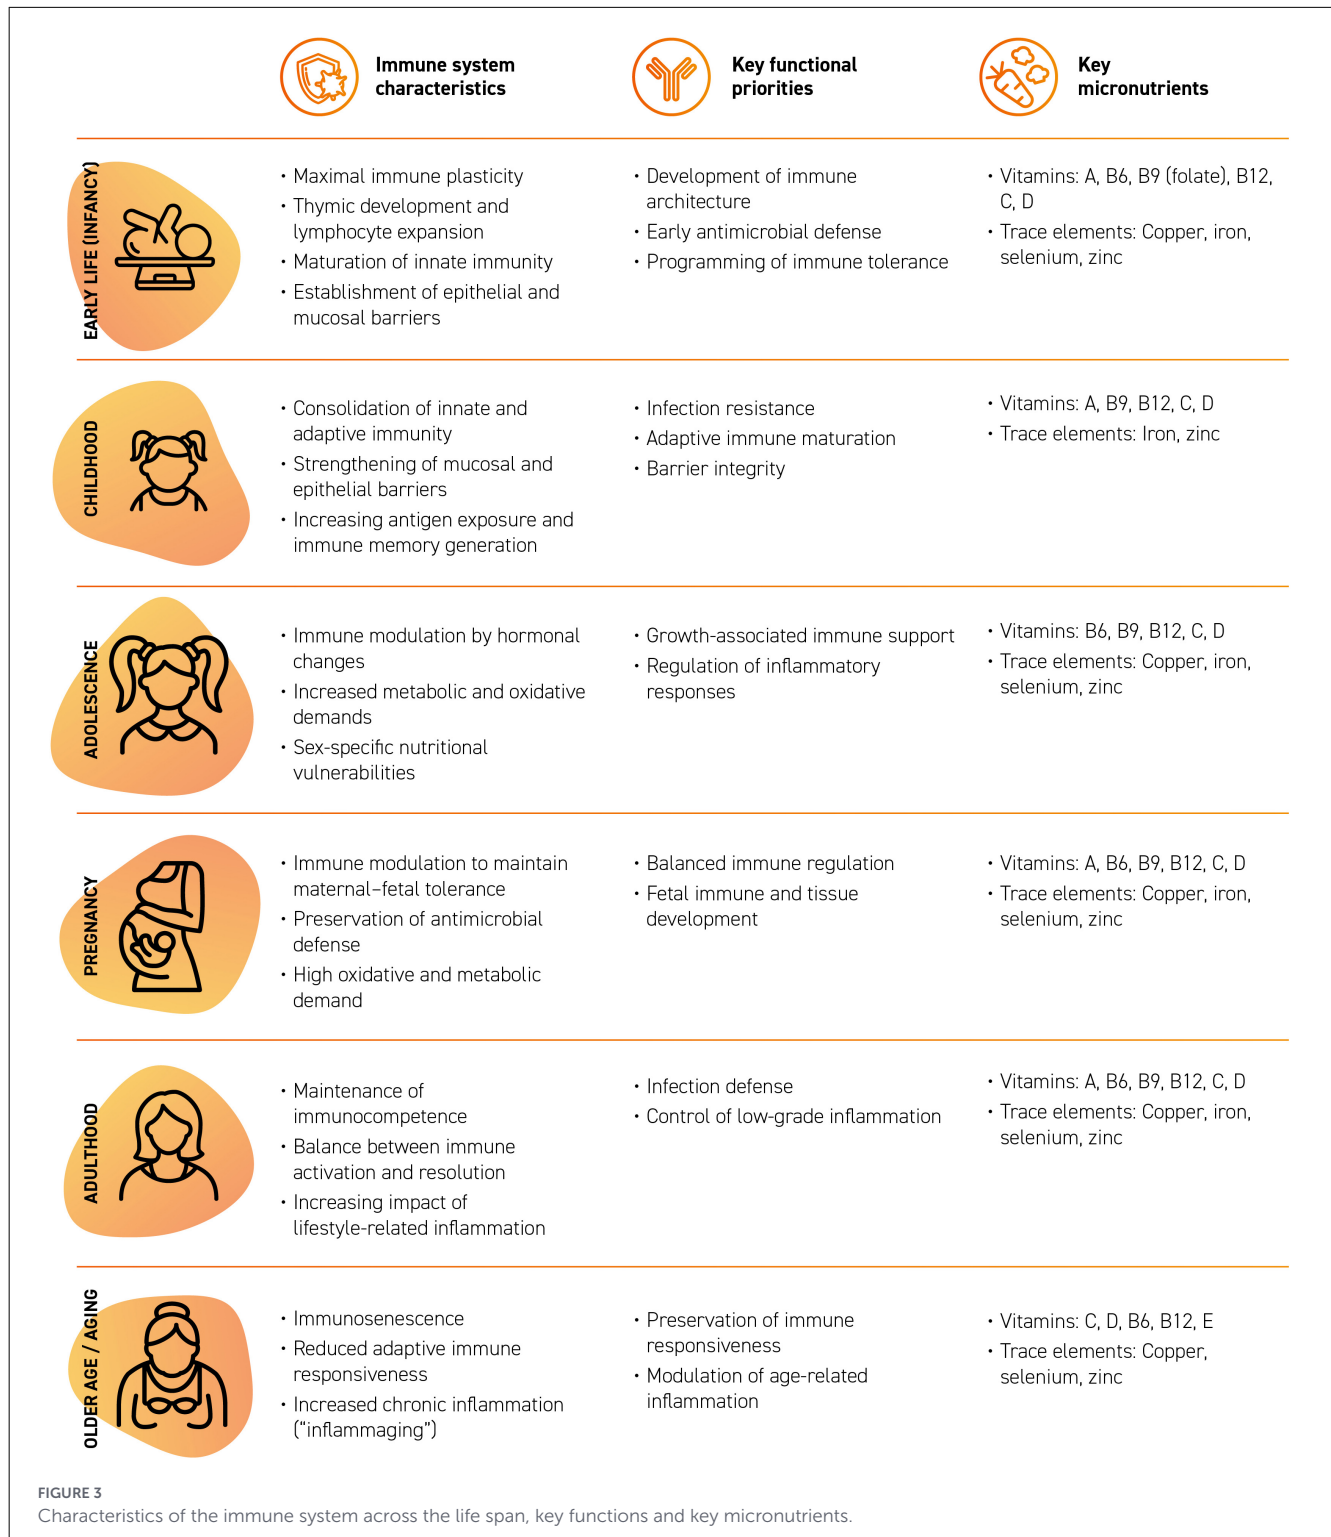 Immune system
characteristics
Key functional
priorities
Key
micronutrients
EARLY LIFE (INFANCY)
• Maximal immune plasticity
• Thymic development and
lymphocyte expansion
• Maturation of innate immunity
• Establishment of epithelial and
mucosal barriers
• Development of immune
architecture
• Early antimicrobial defense
• Programming of immune tolerance
• Vitamins: A, B6, B9 (folate), B12,
C, D
• Trace elements: Copper, iron,
selenium, zinc
CHILDHOOD
• Consolidation of innate and
adaptive immunity
• Strengthening of mucosal and
epithelial barriers
• Increasing antigen exposure and
immune memory generation
• Infection resistance
• Adaptive immune maturation
• Barrier integrity
• Vitamins: A, B9, B12, C, D
• Trace elements: Iron, zinc
ADOLESCENCE
• Immune modulation by hormonal
changes
• Increased metabolic and oxidative
demands
• Sex-specific nutritional
vulnerabilities
• Growth-associated immune support
• Regulation of inflammatory
responses
• Vitamins: B6, B9, B12, C, D
• Trace elements: Copper, iron,
selenium, zinc
PREGNANCY
• Immune modulation to maintain
maternal–fetal tolerance
• Preservation of antimicrobial
defense
• High oxidative and metabolic
demand
• Balanced immune regulation
• Fetal immune and tissue
development
• Vitamins: A, B6, B9, B12, C, D
• Trace elements: Copper, iron,
selenium, zinc
ADULTHOOD
• Maintenance of
immunocompetence
• Balance between immune
activation and resolution
• Increasing impact of
lifestyle-related inflammation
• Infection defense
• Control of low-grade inflammation
• Vitamins: A, B6, B9, B12, C, D
• Trace elements: Copper, iron,
selenium, zinc
OLDER AGE / AGING
• Immunosenescence
• Reduced adaptive immune
responsiveness
• Increased chronic inflammation
(“inflammaging”)
• Preservation of immune
responsiveness
• Modulation of age-related
inflammation
• Vitamins: C, D, B6, B12, E
• Trace elements: Copper,
selenium, zinc
FIGURE 3
Characteristics of the immune system across the life span, key functions and key micronutrients.